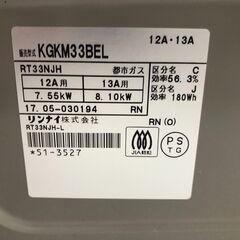 販売型式 KGKM33BEL 12A・13A
RT33NJH 都市ガス 区分名 C
12A用 13A用 効率56.3%
7.55kW 8.10kW 区分名 J
17.05-030194 RN 効率 180Wh
リンナイ(株) RN
RT33NJH-L
*51-3527
JIA認証
PS
TG